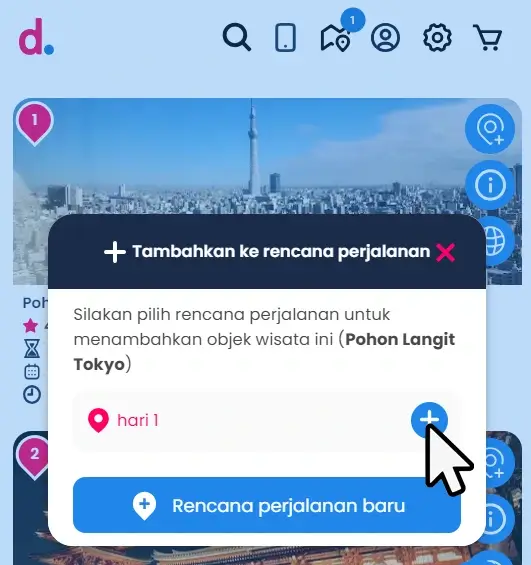 d.
1
1
Tambahkan ke rencana perjalanan
Poh
Silakan pilih rencana perjalanan untuk
menambahkan objek wisata ini (Pohon Langit
Tokyo)
hari 1
2
Rencana perjalanan baru